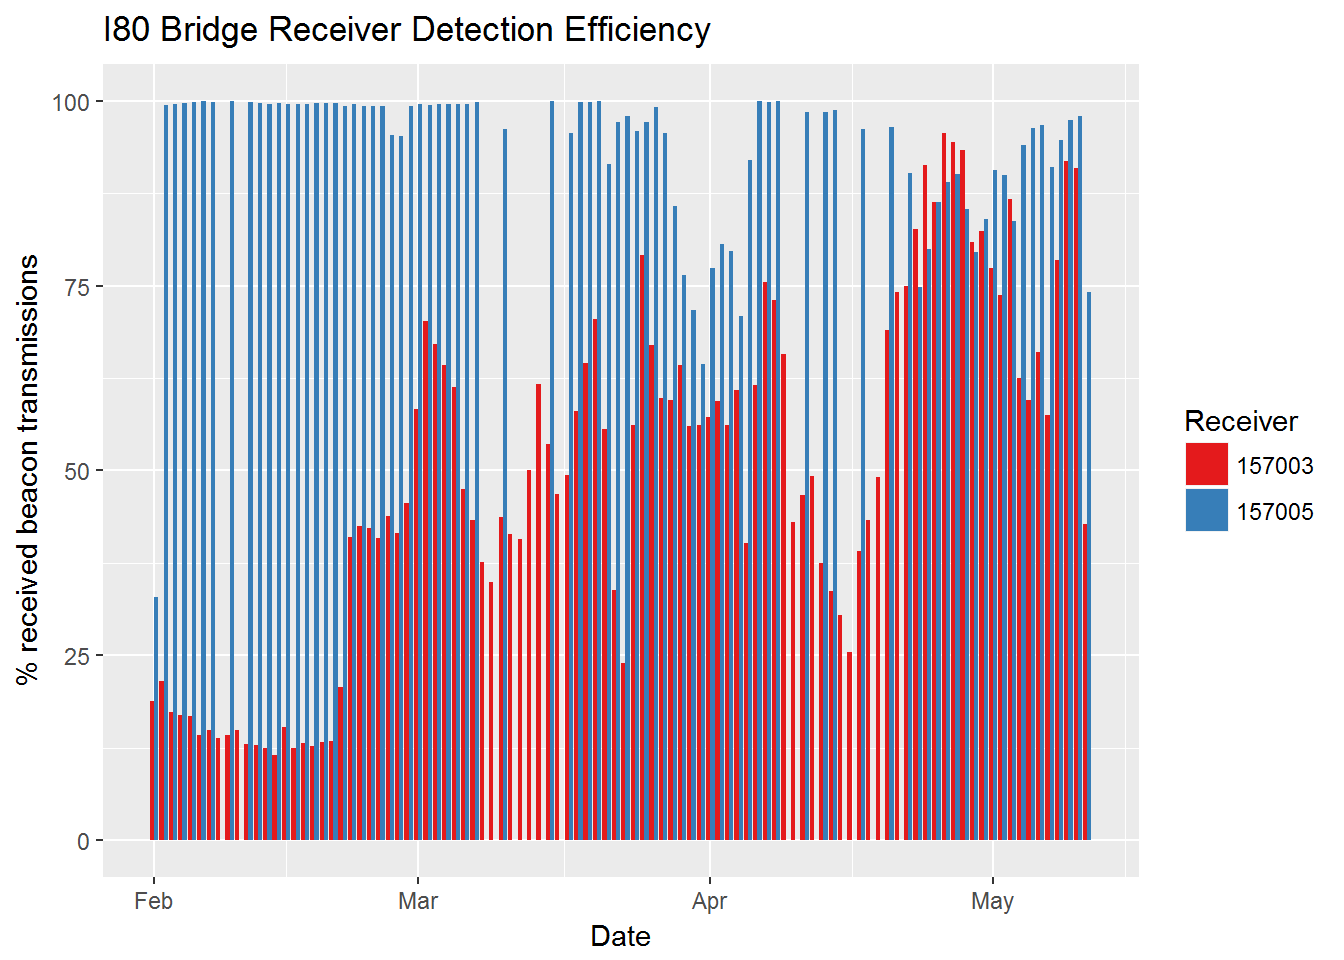 I80 Bridge Receiver Detection Efficiency
100
75
50
25
0
% received beacon transmissions
Feb
Mar
Apr
May
Date
Receiver
157003
157005